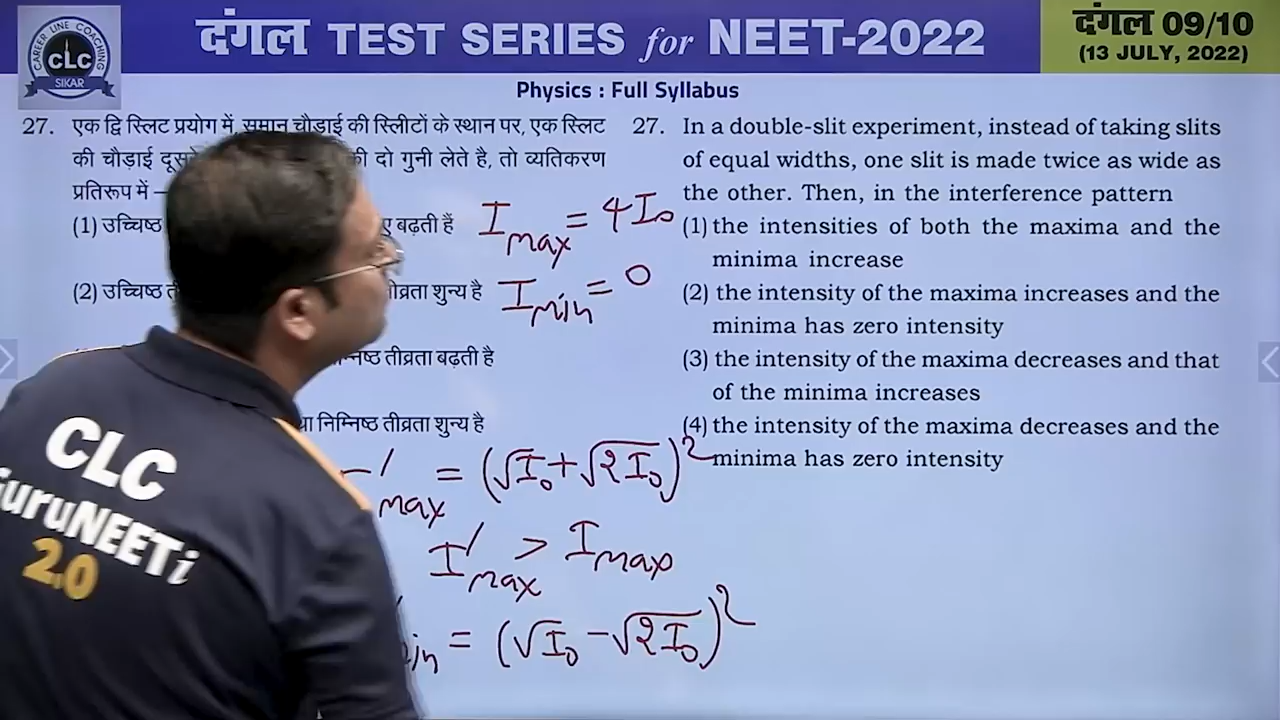 दंगल TEST SERIES for NEET-2022
दंगल 09/10
(13 JULY, 2022)
CAREER LINE COACHING
CLC
SIKAR
Physics : Full Syllabus
27. एक द्वि स्लिट प्रयोग में, समान चौड़ाई की स्लिीटों के स्थान पर, एक स्लिट
की चौड़ाई की दो गुनी लेते है, तो व्यतिकरण
प्रतिरूप में –
(1) उच्चिष्ठ बढ़ती हैं
(2) उच्चिष्ठ शुन्य है
तीव्रता बढ़ती है
निम्निष्ठ तीव्रता शुन्य है
I max = 4I₀
I min = 0
′ max = (√I₀+√2I₀)²
I′ max > I max
in = (√I₀−√2I₀)²
27. In a double-slit experiment, instead of taking slits
of equal widths, one slit is made twice as wide as
the other. Then, in the interference pattern
(1) the intensities of both the maxima and the
minima increase
(2) the intensity of the maxima increases and the
minima has zero intensity
(3) the intensity of the maxima decreases and that
of the minima increases
(4) the intensity of the maxima decreases and the
minima has zero intensity
CLC
GuruNEETi
2.0